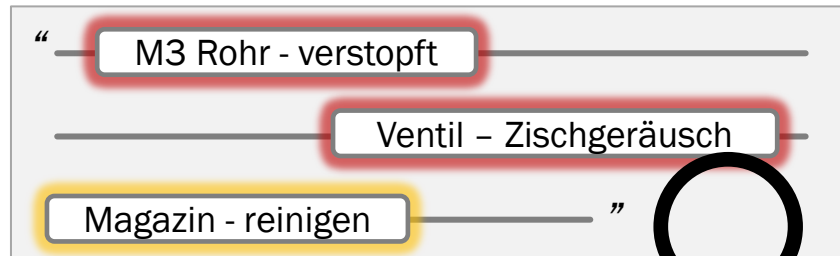 “
M3 Rohr - verstopft
Ventil – Zischgeräusch
Magazin - reinigen
”